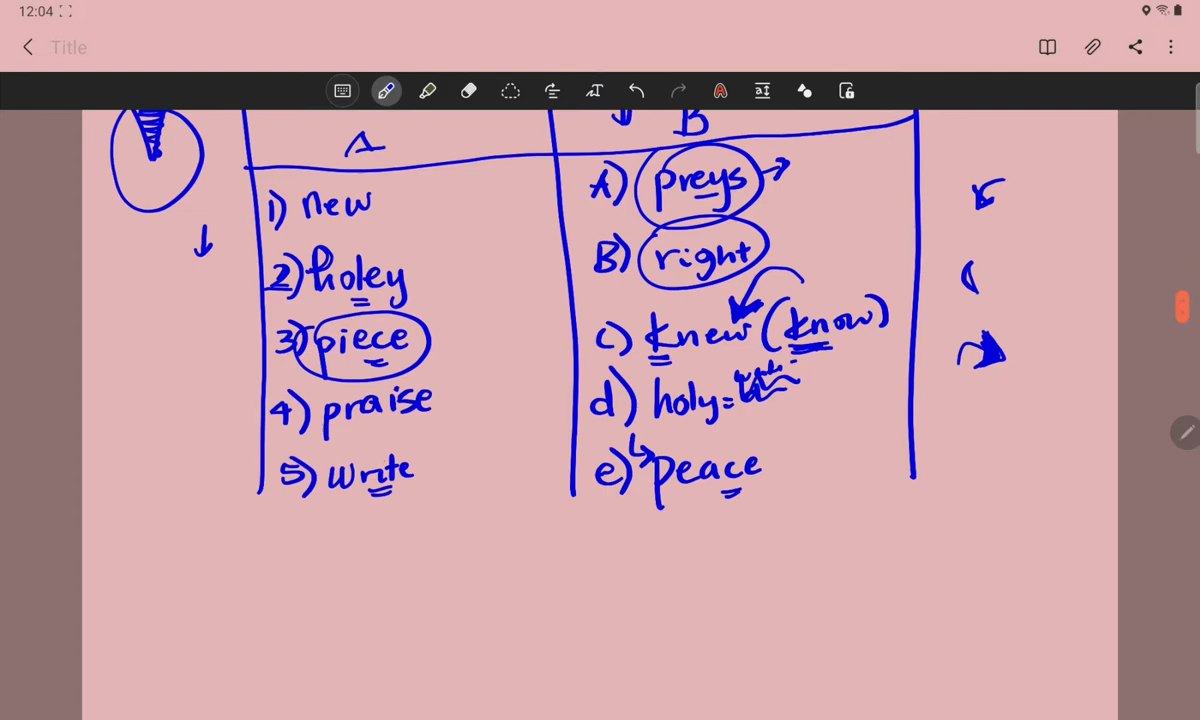 12:04
Title
A B
1) new A) preys
2) holey B) right
3) piece c) knew (know)
4) praise d) holy =
5) write e) peace